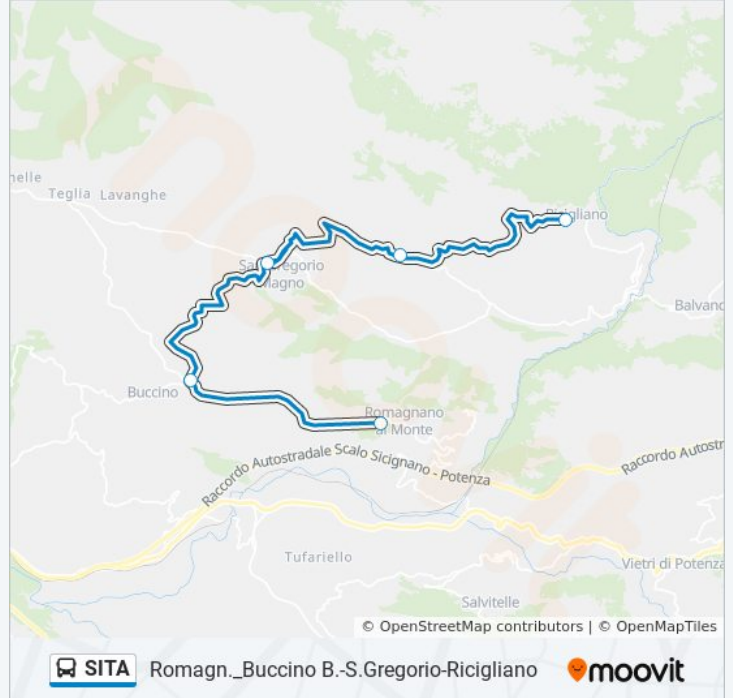 nelle
Teglia Lavanghe
Ricigliano
San Gregorio
Magno
Balvano
Buccino
Romagnano
al Monte
Raccordo Autostradale Scalo Sicignano - Potenza
Raccordo Autostr
Tufariello
Vietri di Potenza
Salvitelle
© OpenStreetMap contributors | © OpenMapTiles
SITA
Romagn._Buccino B.-S.Gregorio-Ricigliano
moovit